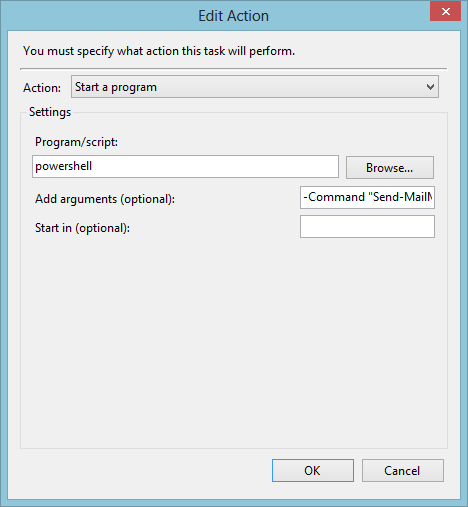 Edit Action
You must specify what action this task will perform.
Action: Start a program
Settings
Program/script:
powershell Browse...
Add arguments (optional): -Command "Send-Mail
Start in (optional):
OK Cancel